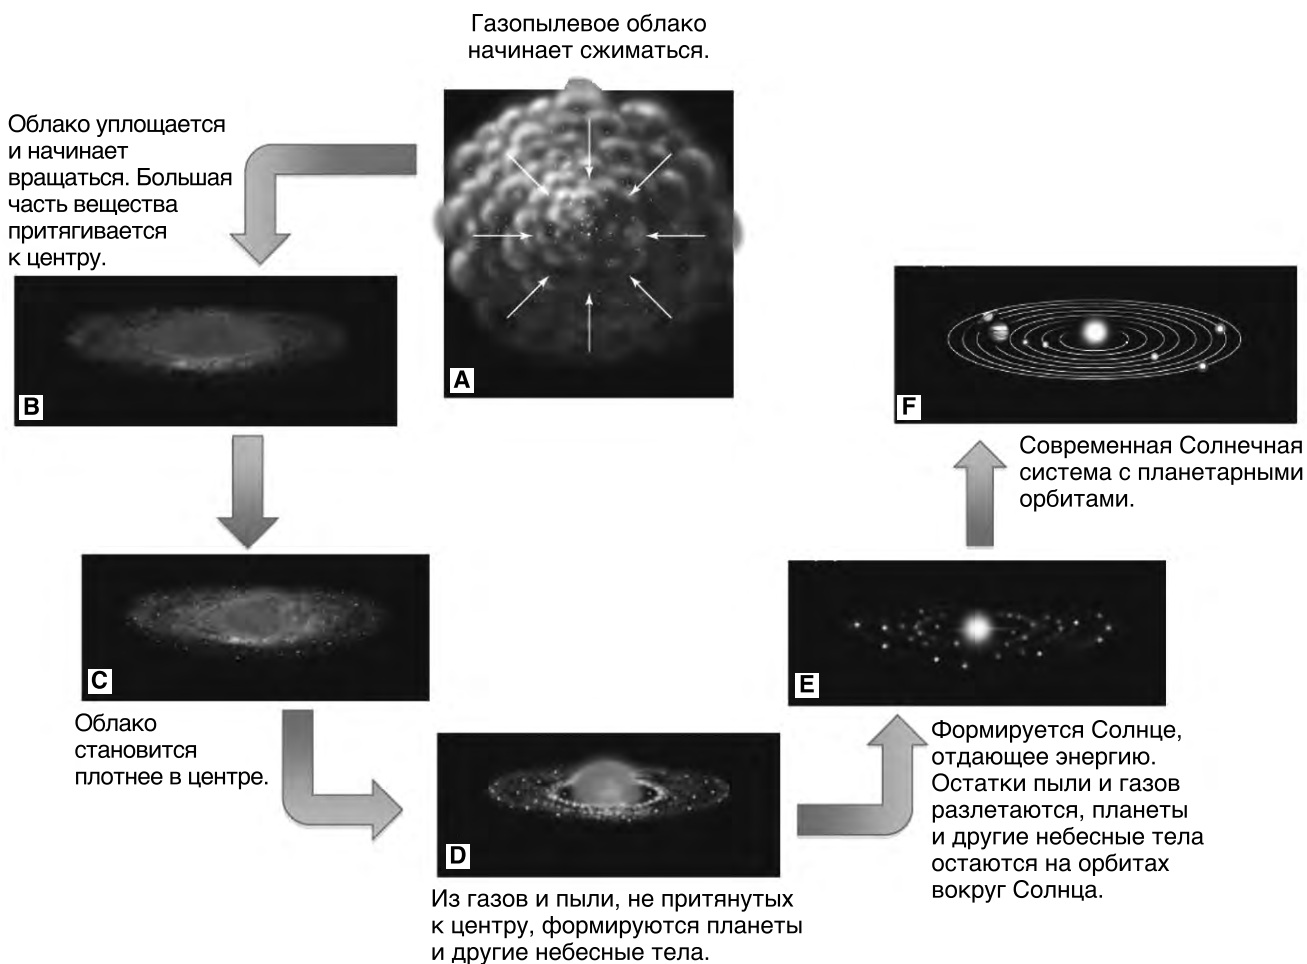 Газопылевое облако
начинает сжиматься.
A
Облако уплощается
и начинает
вращаться. Большая
часть вещества
притягивается
к центру.
B
C
Облако
становится
плотнее в центре.
D
Из газов и пыли, не притянутых
к центру, формируются планеты
и другие небесные тела.
E
Формируется Солнце,
отдающее энергию.
Остатки пыли и газов
разлетаются, планеты
и другие небесные тела
остаются на орбитах
вокруг Солнца.
F
Современная Солнечная
система с планетарными
орбитами.